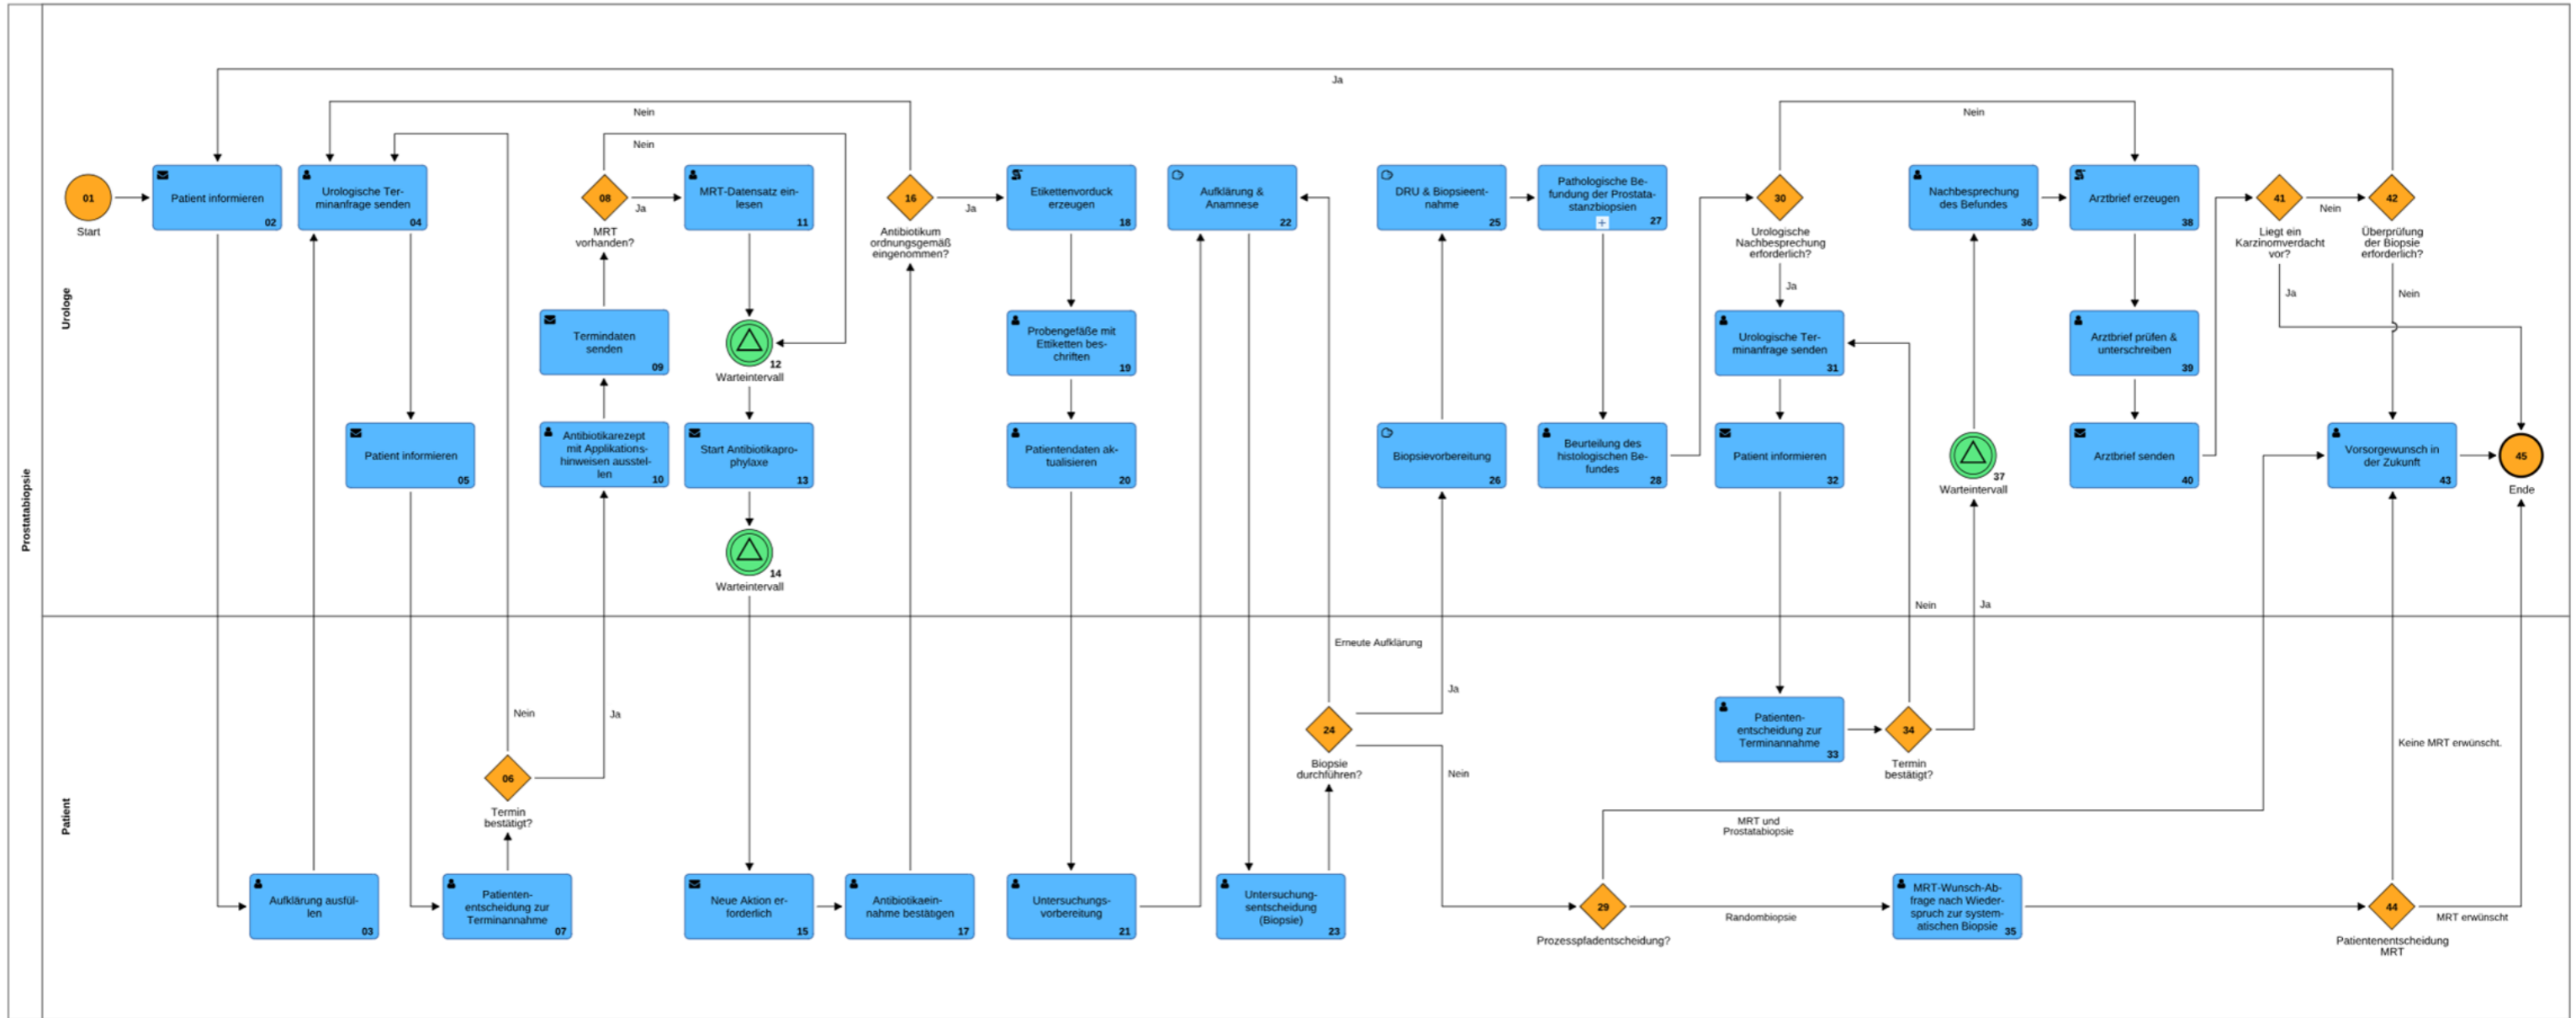 Prostatabiopsie
Urologe
01
Start
Patient informieren
02
Urologische Ter-
minanfrage senden
04
Patient informieren
05
Nein
Nein
Ja
08
MRT
vorhanden?
Ja
Termindaten
senden
09
Antibiotikarezept
mit Applikations-
hinweisen ausstel-
len
10
MRT-Datensatz ein-
lesen
11
12
Warteintervall
Start Antibiotikapro-
phylaxe
13
14
Warteintervall
16
Antibiotikum
ordnungsgemäß
eingenommen?
Ja
Etikettenvorduck
erzeugen
18
Probengefäße mit
Ettiketten bes-
chriften
19
Patientendaten ak-
tualisieren
20
Aufklärung &
Anamnese
22
DRU & Biopsieent-
nahme
25
Biopsievorbereitung
26
Pathologische Be-
fundung der Prostata-
stanzbiopsien
27
Beurteilung des
histologischen Be-
fundes
28
30
Urologische
Nachbesprechung
erforderlich?
Ja
Nein
Urologische Ter-
minanfrage senden
31
Patient informieren
32
Nachbesprechung
des Befundes
36
37
Warteintervall
Arztbrief erzeugen
38
Arztbrief prüfen &
unterschreiben
39
Arztbrief senden
40
41
Liegt ein
Karzinomverdacht
vor?
Ja
Nein
42
Überprüfung
der Biopsie
erforderlich?
Nein
Vorsorgewunsch in
der Zukunft
43
45
Ende
Nein
Ja
Patient
Aufklärung ausfül-
len
03
Patienten-
entscheidung zur
Terminannahme
07
06
Termin
bestätigt?
Nein
Ja
Neue Aktion er-
forderlich
15
Antibiotikaein-
nahme bestätigen
17
Untersuchungs-
vorbereitung
21
Untersuchung-
sentscheidung
(Biopsie)
23
24
Biopsie
durchführen?
Erneute Aufklärung
Ja
Nein
29
Prozesspfadentscheidung?
MRT und
Prostatabiopsie
Randombiopsie
Patienten-
entscheidung zur
Terminannahme
33
34
Termin
bestätigt?
MRT-Wunsch-Ab-
frage nach Wieder-
spruch zur system-
atischen Biopsie
35
44
Patientenentscheidung
MRT
Keine MRT erwünscht.
MRT erwünscht